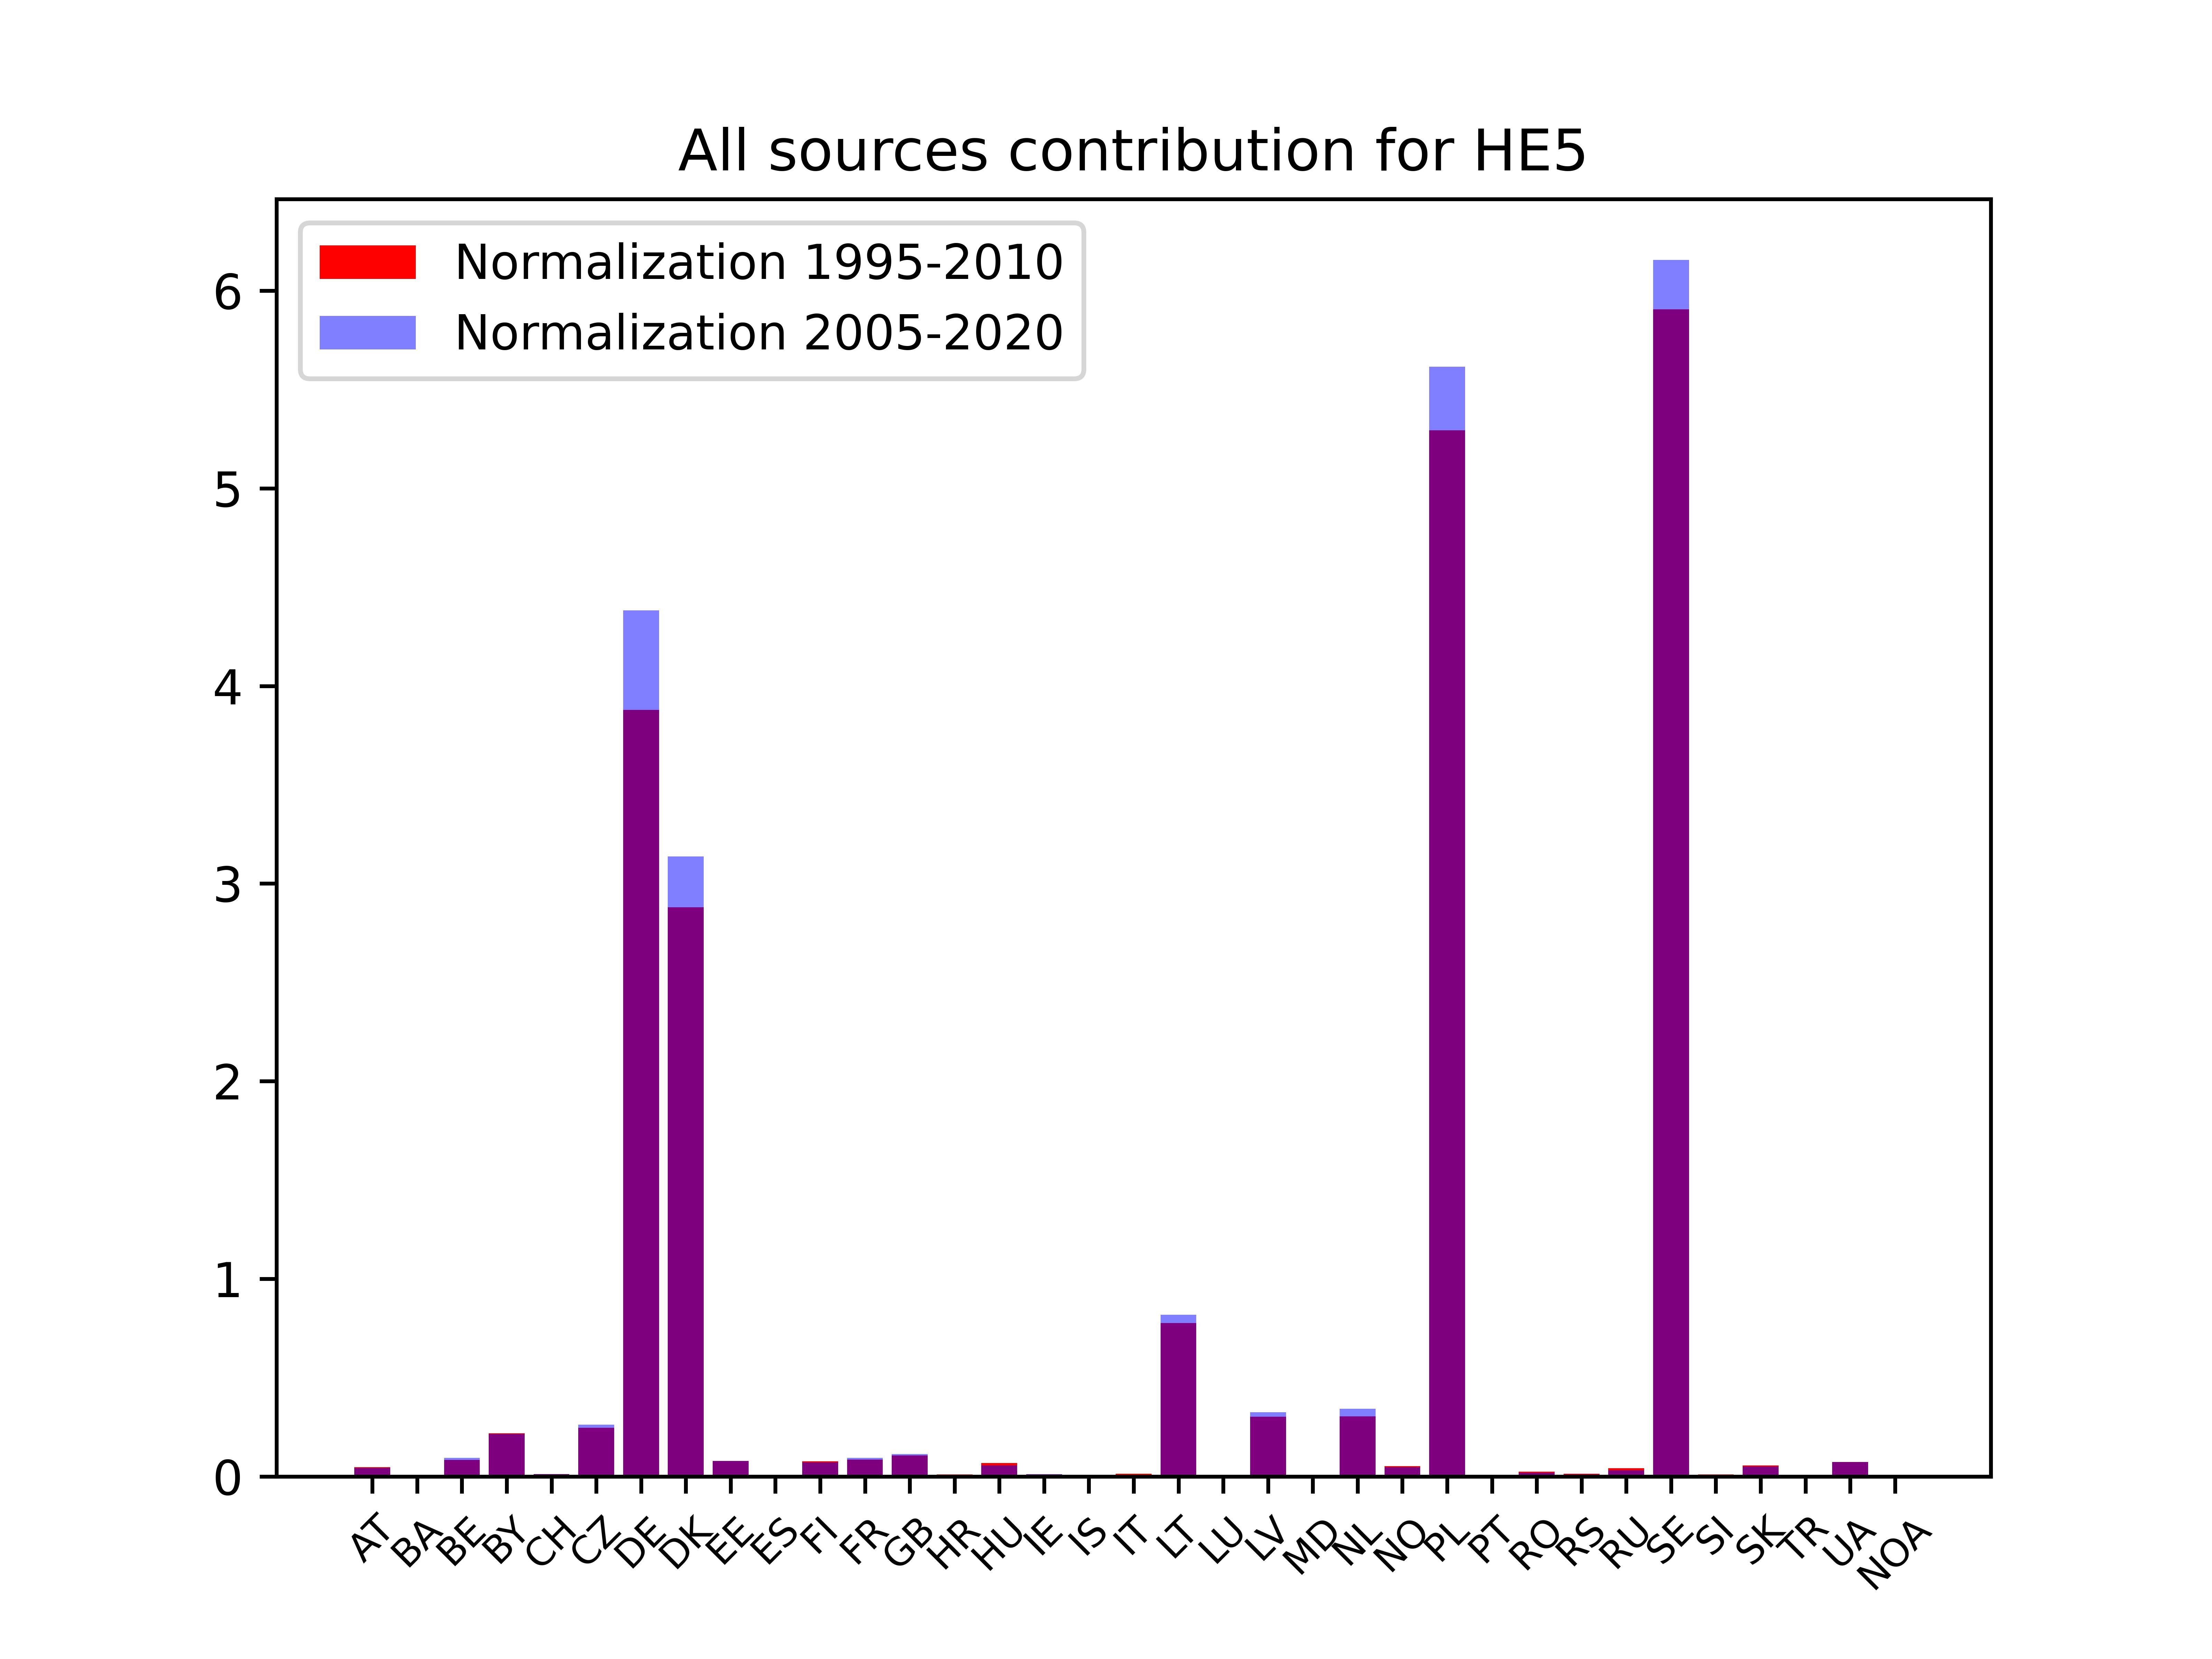 All sources contribution for HE5
Normalization 1995-2010
Normalization 2005-2020
6
5
4
3
2
1
0
AT BA BE BY CH CZ DE DK EE ES FI FR GB HR HU IE IS IT LT LU LV MD NL NO PL PT RO RS RU SE SI SK TR UA NOA